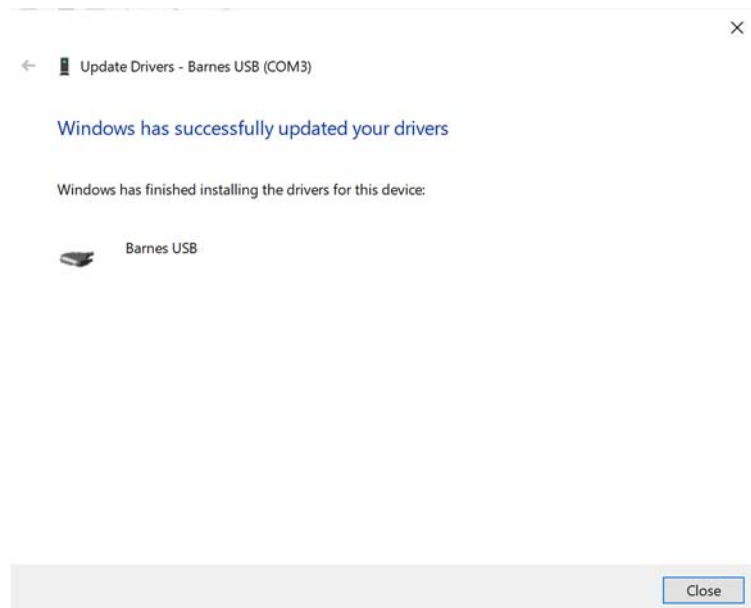 Update Drivers - Barnes USB (COM3)
Windows has successfully updated your drivers
Windows has finished installing the drivers for this device:
Barnes USB
Close